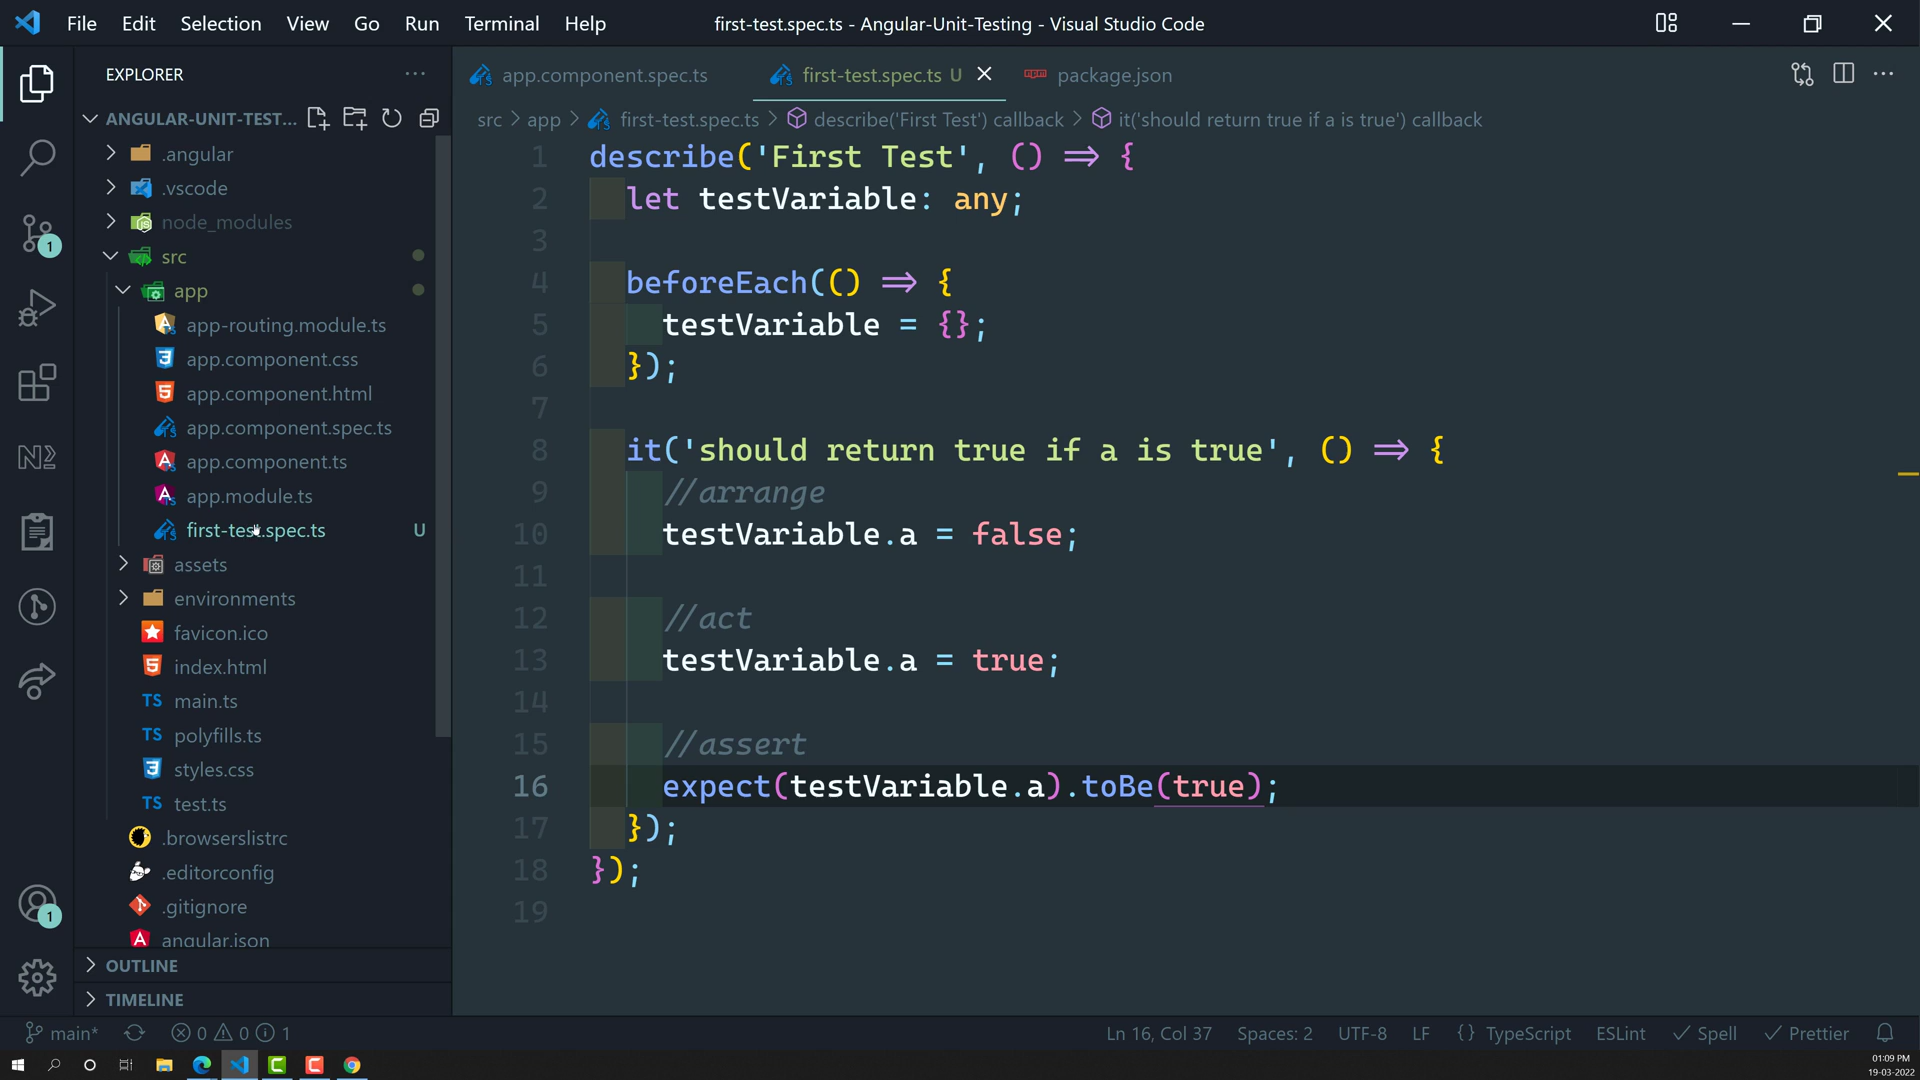 File Edit Selection View Go Run Terminal Help
first-test.spec.ts - Angular-Unit-Testing - Visual Studio Code
EXPLORER
ANGULAR-UNIT-TEST...
.angular
.vscode
node_modules
src
app
app-routing.module.ts
app.component.css
app.component.html
app.component.spec.ts
app.component.ts
app.module.ts
first-test.spec.ts U
assets
environments
favicon.ico
index.html
main.ts
polyfills.ts
styles.css
test.ts
.browserslistrc
.editorconfig
.gitignore
angular.json
OUTLINE
TIMELINE
1
1
app.component.spec.ts
first-test.spec.ts U
package.json
src > app > first-test.spec.ts > describe('First Test') callback > it('should return true if a is true') callback
1 describe('First Test', () => {
2 let testVariable: any;
3
4 beforeEach(() => {
5 testVariable = {};
6 });
7
8 it('should return true if a is true', () => {
9 //arrange
10 testVariable.a = false;
11
12 //act
13 testVariable.a = true;
14
15 //assert
16 expect(testVariable.a).toBe(true);
17 });
18 });
19
main* 0 0 1
Ln 16, Col 37 Spaces: 2 UTF-8 LF {} TypeScript ESLint Spell Prettier
01:09 PM
19-03-2022